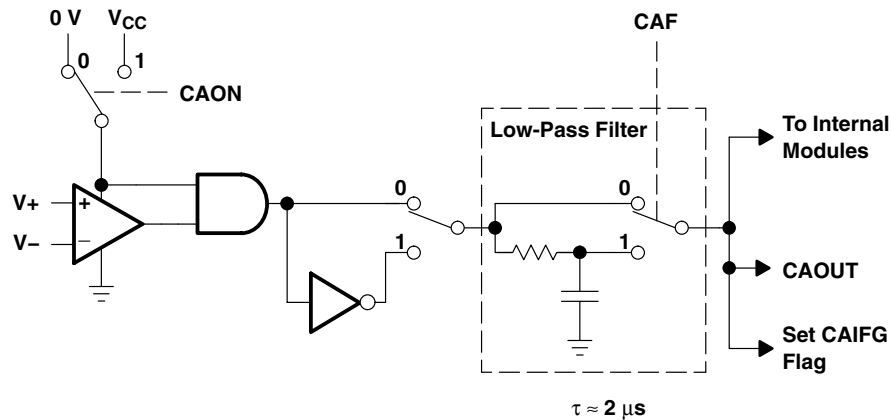 0 V
V_CC
CAF
0
1
CAON
Low-Pass Filter
To Internal
Modules
V+
+
V−
−
0
1
0
1
CAOUT
Set CAIFG
Flag
τ ≈ 2 μs